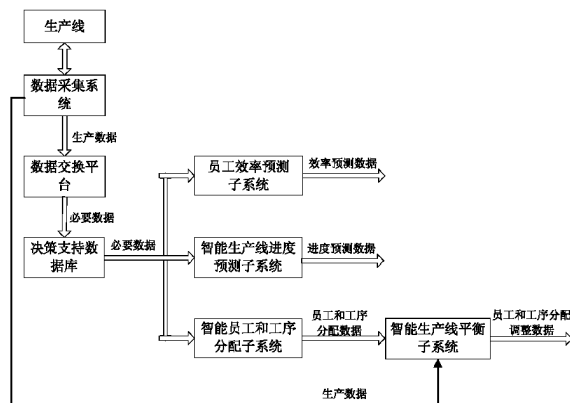 生产线
数据采集系
统
生产数据
数据交换平
台
必要数据
决策支持数
据库
必要数据
员工效率预测
子系统
效率预测数据
智能生产线进度
预测子系统
进度预测数据
智能员工和工序
分配子系统
员工和工序
分配数据
智能生产线平衡
子系统
员工和工序分配
调整数据
生产数据